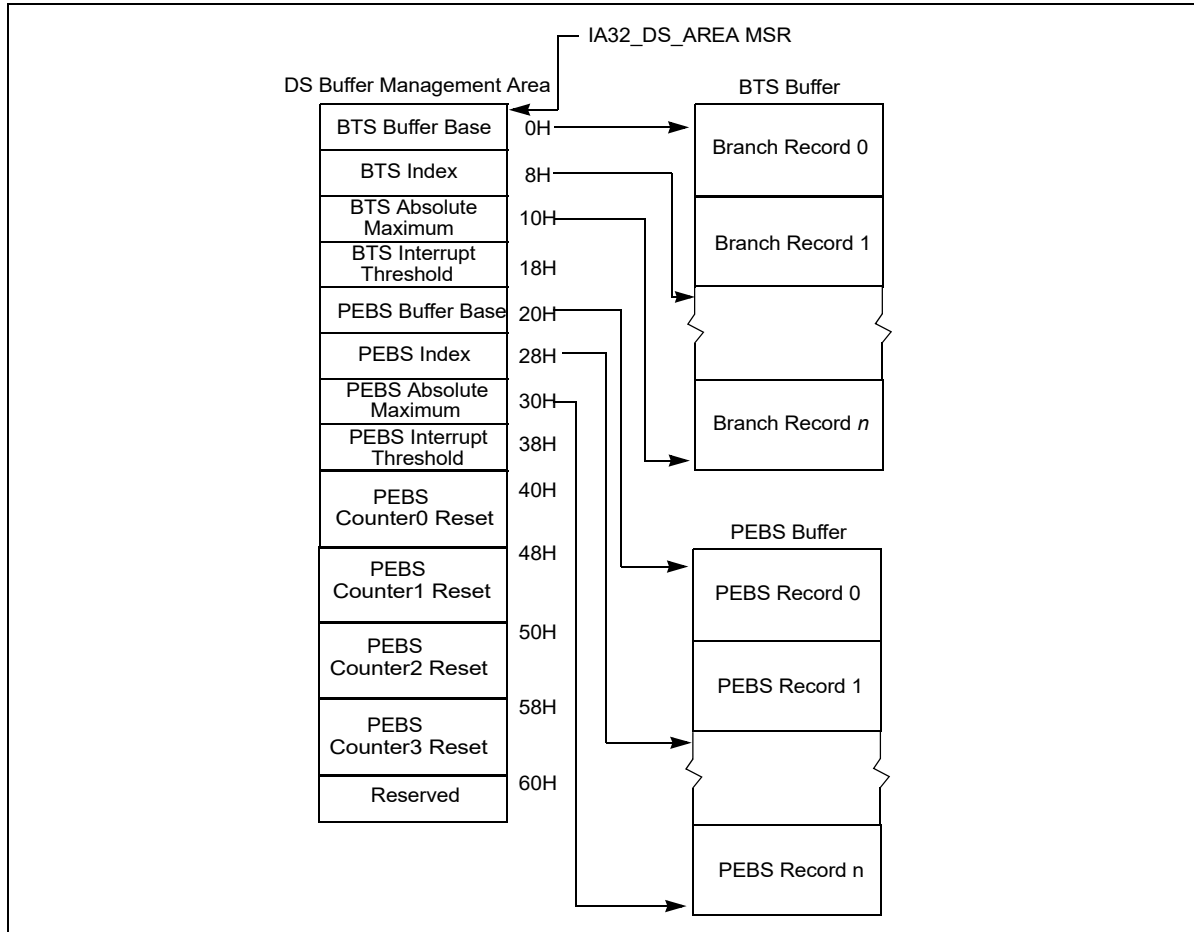 IA32_DS_AREA MSR
DS Buffer Management Area
BTS Buffer Base
0H
BTS Index
8H
BTS Absolute
Maximum
10H
BTS Interrupt
Threshold
18H
PEBS Buffer Base
20H
PEBS Index
28H
PEBS Absolute
Maximum
30H
PEBS Interrupt
Threshold
38H
PEBS
Counter0 Reset
40H
PEBS
Counter1 Reset
48H
PEBS
Counter2 Reset
50H
PEBS
Counter3 Reset
58H
Reserved
60H
BTS Buffer
Branch Record 0
Branch Record 1
Branch Record n
PEBS Buffer
PEBS Record 0
PEBS Record 1
PEBS Record n